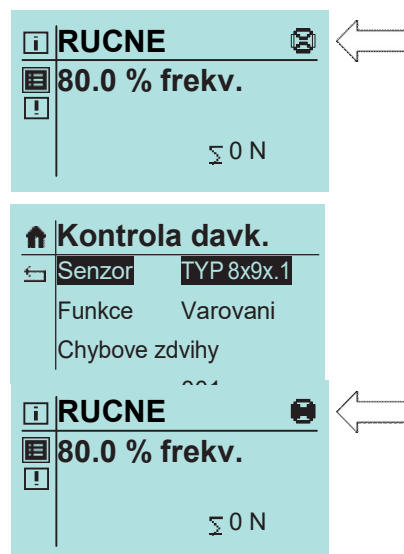 RUCNE
80.0 % frekv.
∑ 0 N
Kontrola davk.
Senzor TYP 8x9x.1
Funkce Varovani
Chybove zdvihy
RUCNE
80.0 % frekv.
∑ 0 N